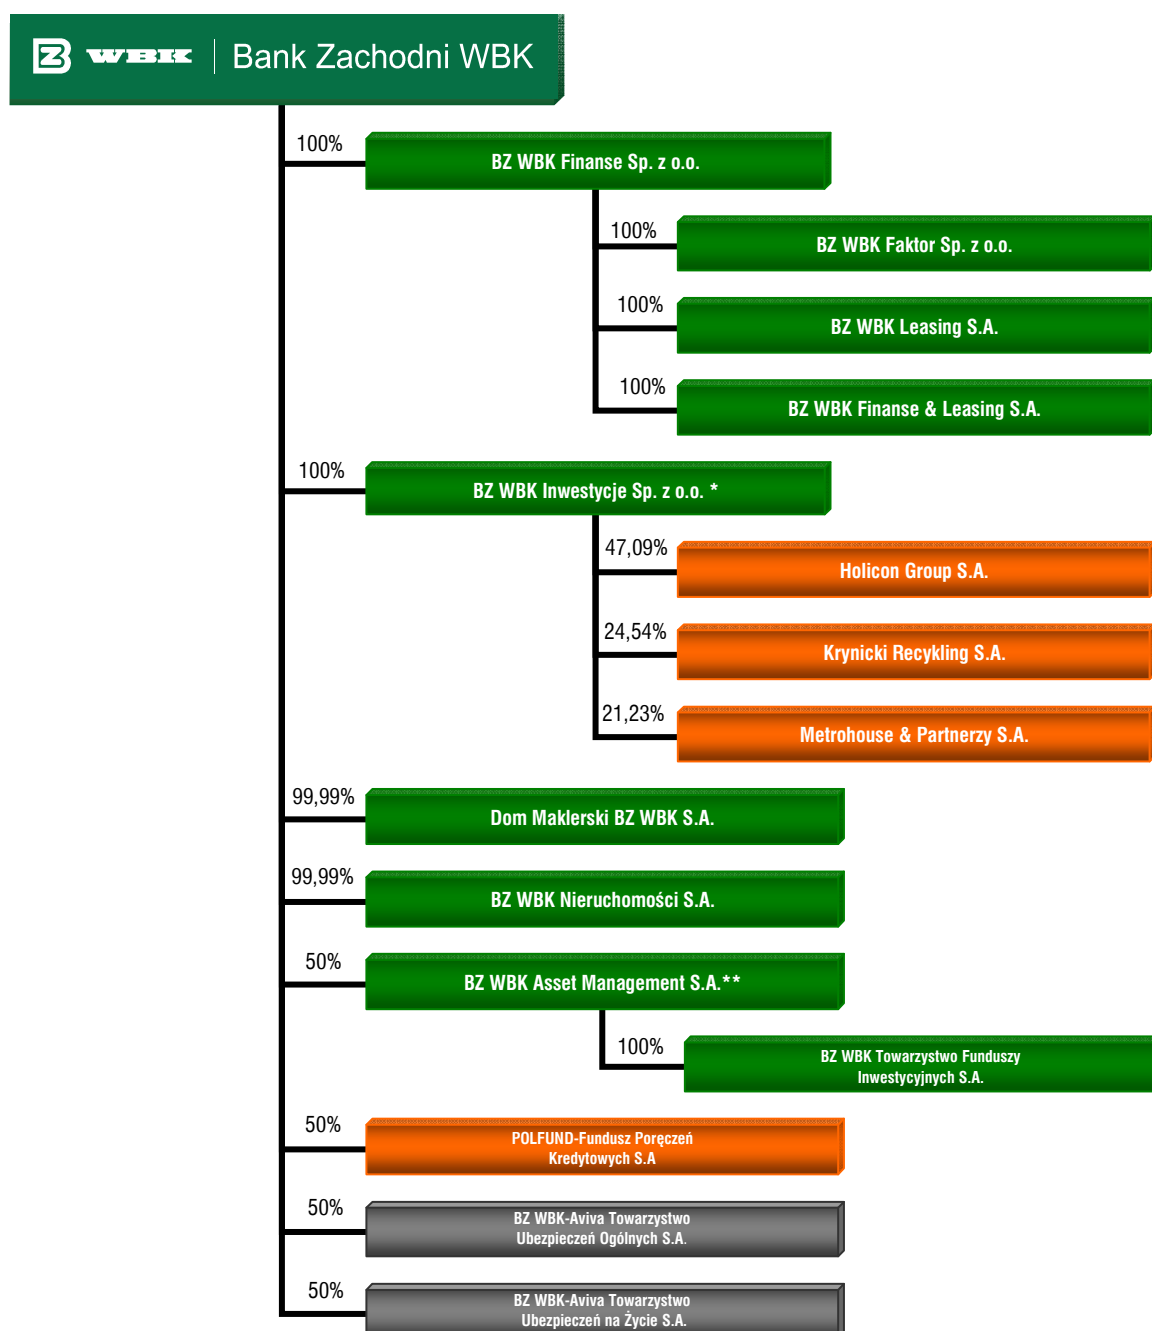 BZ WBK | Bank Zachodni WBK
100%
BZ WBK Finanse Sp. z o.o.
100%
BZ WBK Faktor Sp. z o.o.
100%
BZ WBK Leasing S.A.
100%
BZ WBK Finanse & Leasing S.A.
100%
BZ WBK Inwestycje Sp. z o.o. *
47,09%
Holicon Group S.A.
24,54%
Krynicki Recykling S.A.
21,23%
Metrohouse & Partnerzy S.A.
99,99%
Dom Maklerski BZ WBK S.A.
99,99%
BZ WBK Nieruchomości S.A.
50%
BZ WBK Asset Management S.A.**
100%
BZ WBK Towarzystwo Funduszy
Inwestycyjnych S.A.
50%
POLFUND-Fundusz Poręczeń
Kredytowych S.A
50%
BZ WBK-Aviva Towarzystwo
Ubezpieczeń Ogólnych S.A.
50%
BZ WBK-Aviva Towarzystwo
Ubezpieczeń na Życie S.A.